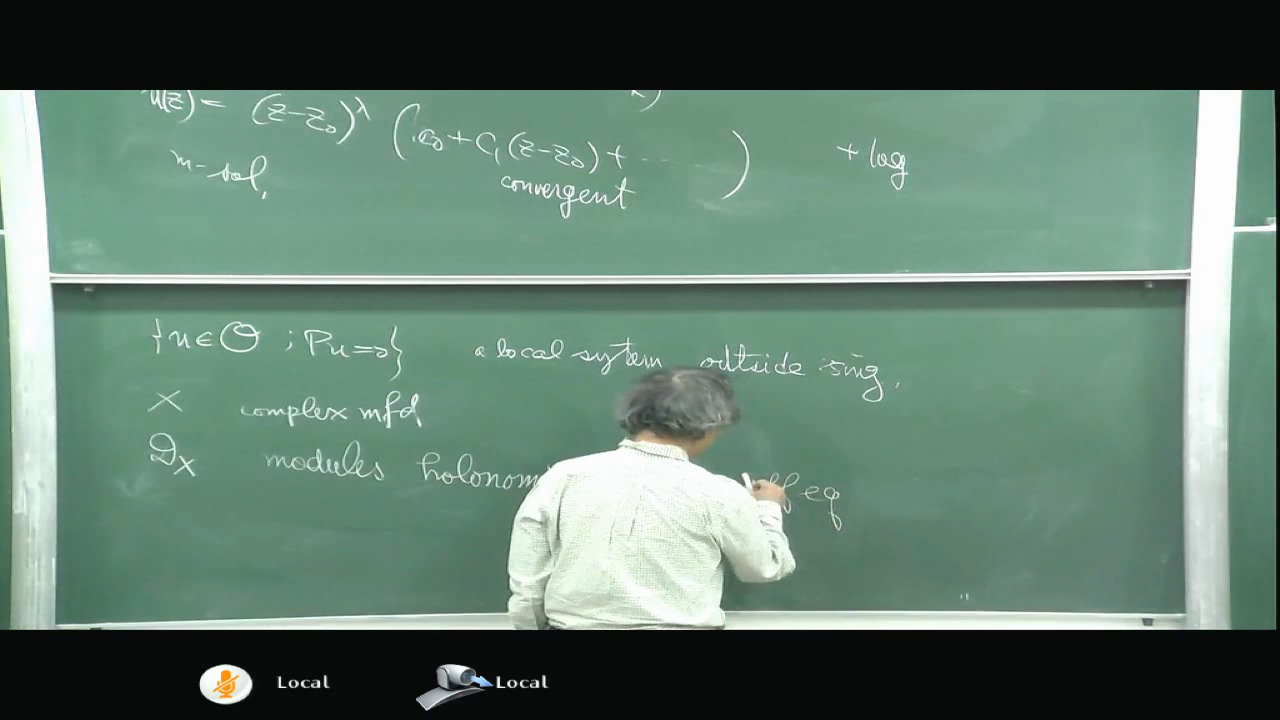 u(z) = (z-z₀)^λ (c₀ + c₁(z-z₀) + ..... ) + log
m-sol.
convergent
{u ∈ O ; Pu=0} a local system outside sing.
X complex mfd
D_X modules holonom eq
Local Local